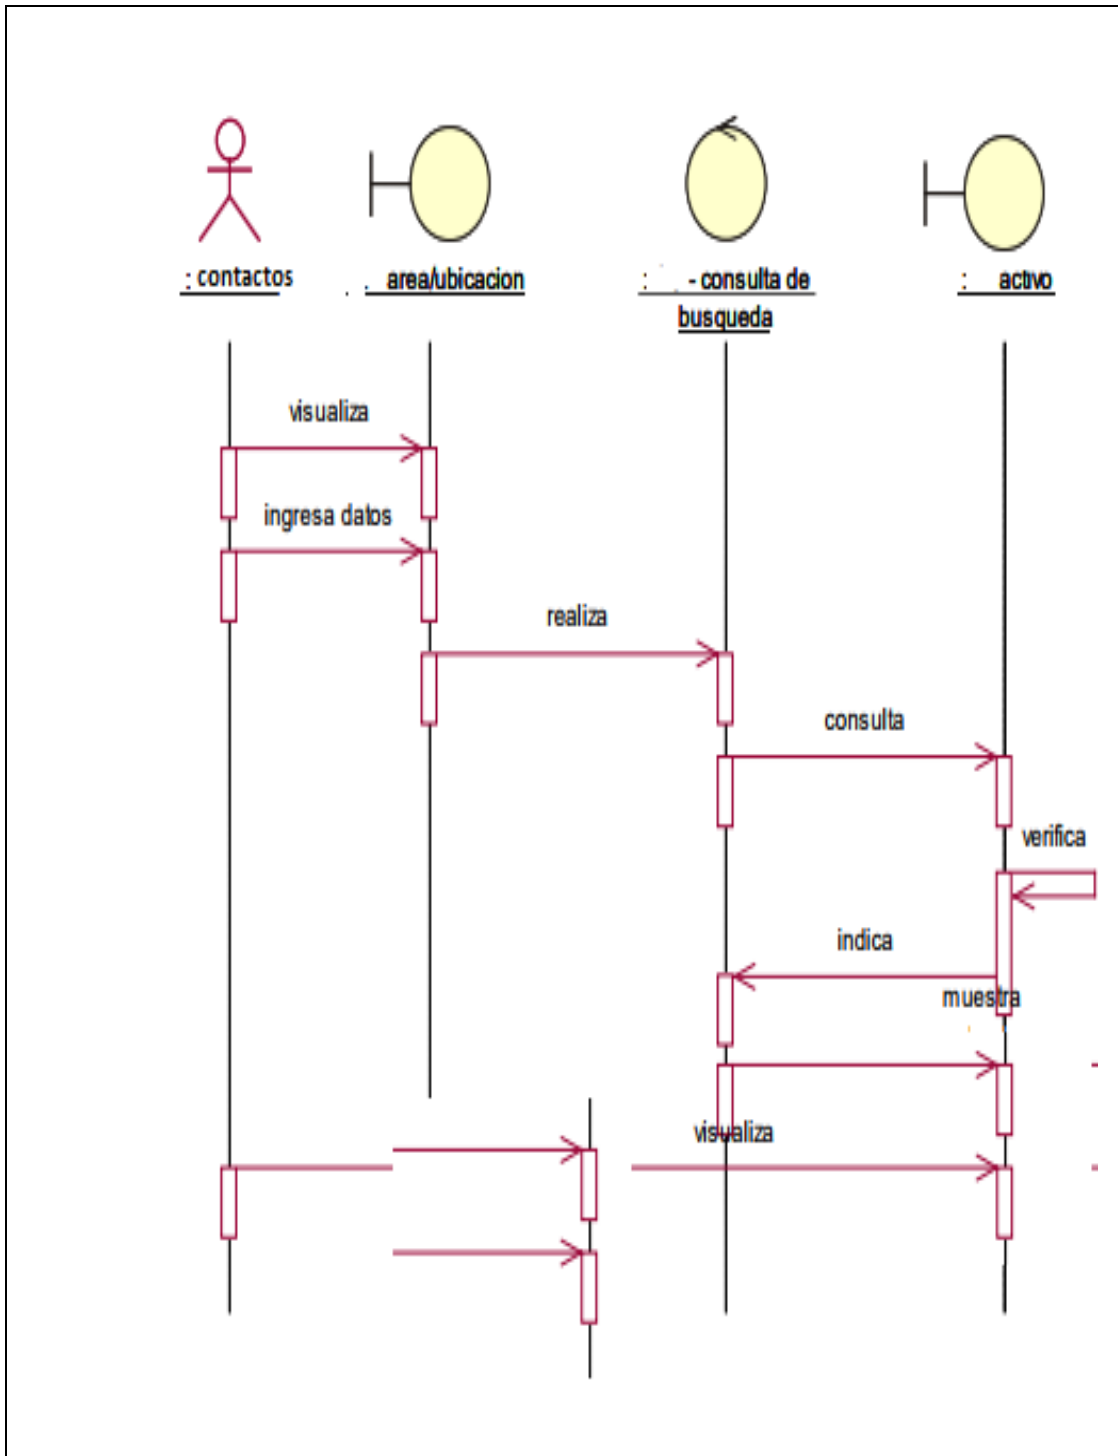 : contactos
. area/ubicacion
: - consulta de
busqueda
: activo
visualiza
ingresa datos
realiza
consulta
verifica
indica
muestra
visualiza